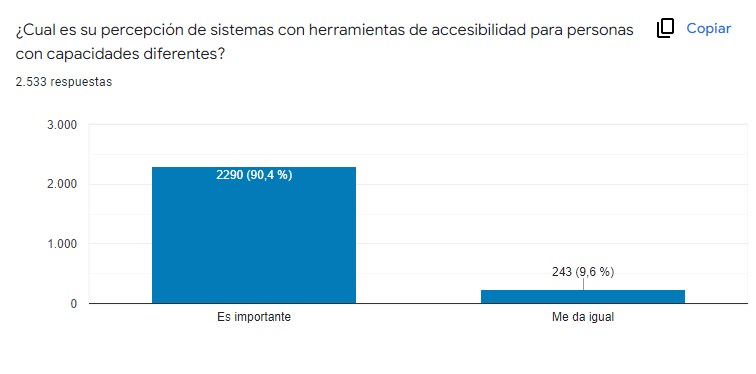 ¿Cual es su percepción de sistemas con herramientas de accesibilidad para personas
con capacidades diferentes?
Copiar
2.533 respuestas
3.000
2.000
1.000
0
2290 (90,4 %)
243 (9,6 %)
Es importante
Me da igual